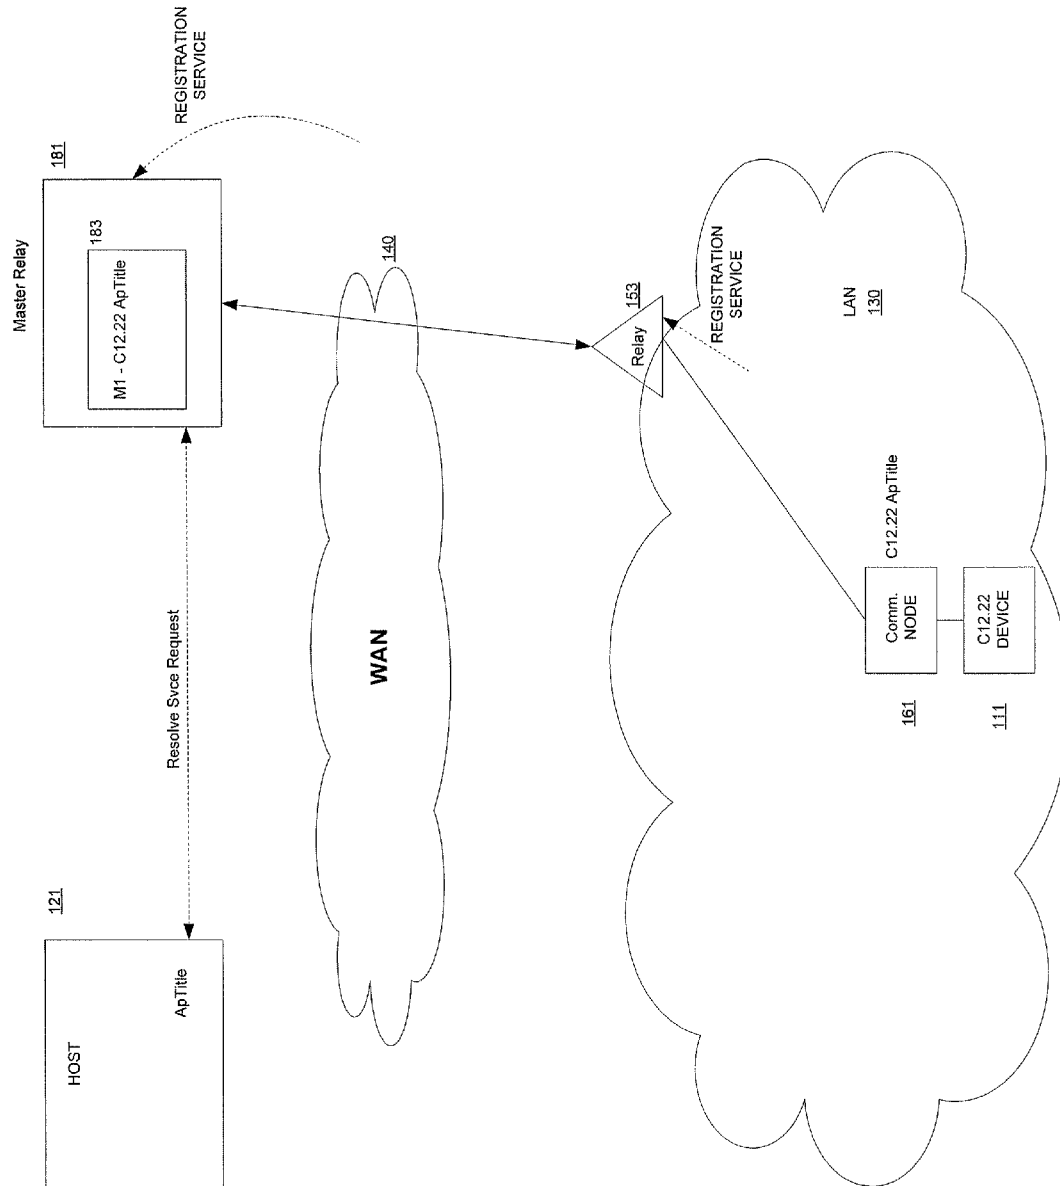 Master Relay
181
121
HOST
183
M1 - C12.22 ApTitle
Resolve Svce Request
ApTitle
REGISTRATION
SERVICE
WAN
140
153
Relay
REGISTRATION
SERVICE
LAN
130
C12.22 ApTitle
161
Comm.
NODE
111
C12.22
DEVICE